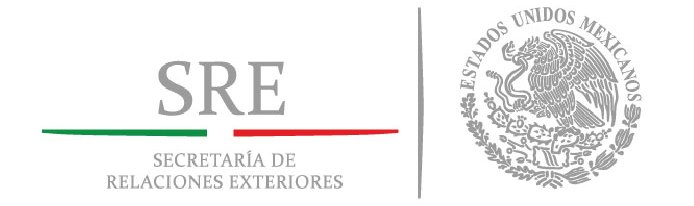 SRE
SECRETARÍA DE
RELACIONES EXTERIORES
ESTADOS UNIDOS MEXICANOS